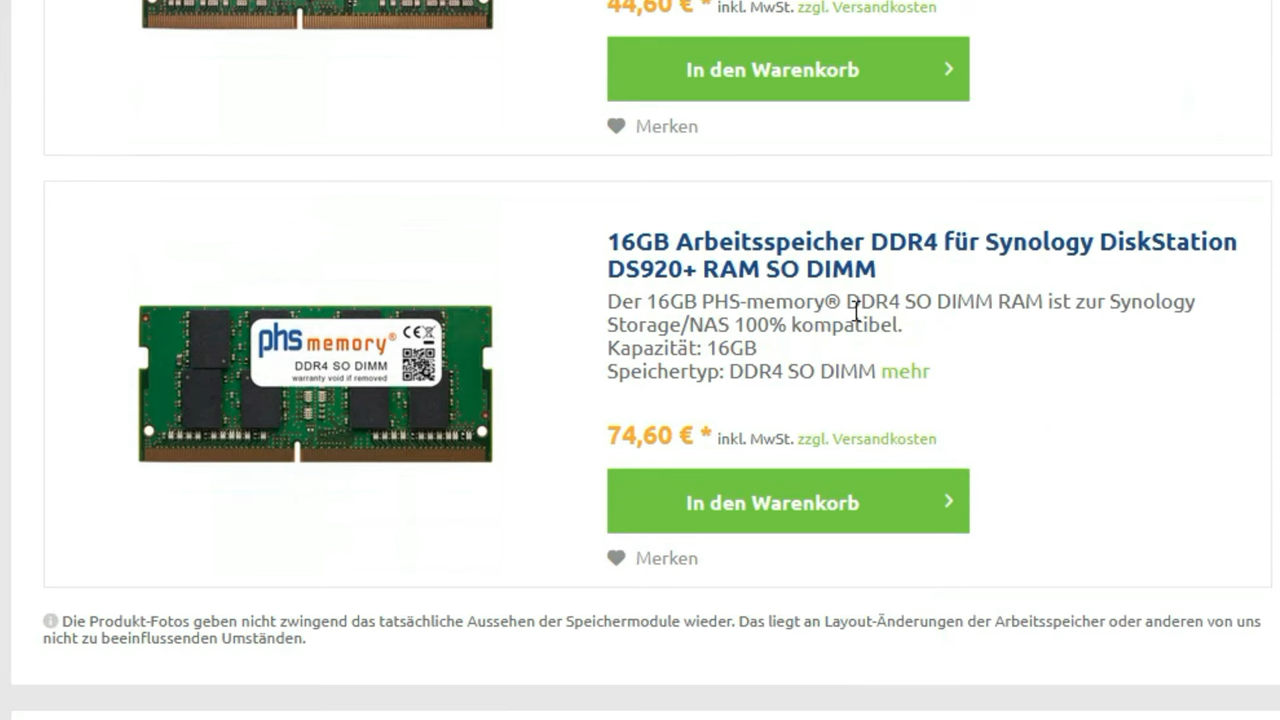 44,60 € * inkl. MwSt. zzgl. Versandkosten
In den Warenkorb
Merken
16GB Arbeitsspeicher DDR4 für Synology DiskStation
DS920+ RAM SO DIMM
Der 16GB PHS-memory® DDR4 SO DIMM RAM ist zur Synology
Storage/NAS 100% kompatibel.
Kapazität: 16GB
Speichertyp: DDR4 SO DIMM mehr
phs memory®
DDR4 SO DIMM
warranty void if removed
74,60 € * inkl. MwSt. zzgl. Versandkosten
In den Warenkorb
Merken
Die Produkt-Fotos geben nicht zwingend das tatsächliche Aussehen der Speichermodule wieder. Das liegt an Layout-Änderungen der Arbeitsspeicher oder anderen von uns
nicht zu beeinflussenden Umständen.